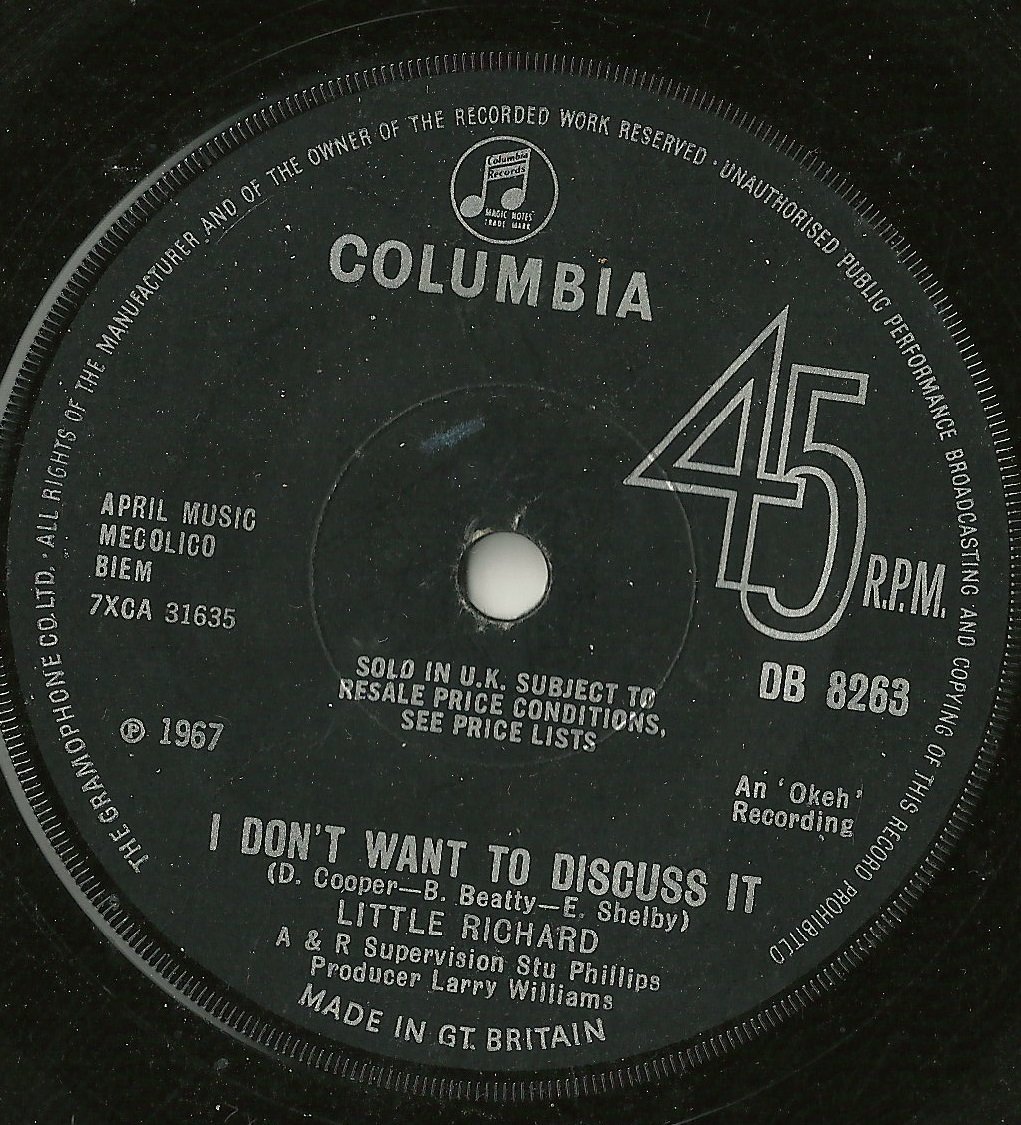 THE GRAMOPHONE CO. LTD. · ALL RIGHTS OF THE MANUFACTURER AND OF THE OWNER OF THE RECORDED WORK RESERVED · UNAUTHORISED PUBLIC PERFORMANCE BROADCASTING AND COPYING OF THIS RECORD PROHIBITED
Columbia
Records
MAGIC NOTES
TRADE MARK
COLUMBIA
45 R.P.M.
APRIL MUSIC
MECOLICO
BIEM
7XCA 31635
SOLD IN U.K. SUBJECT TO
RESALE PRICE CONDITIONS,
SEE PRICE LISTS
DB 8263
℗ 1967
An 'Okeh'
Recording
I DON'T WANT TO DISCUSS IT
(D. Cooper—B. Beatty—E. Shelby)
LITTLE RICHARD
A & R Supervision Stu Phillips
Producer Larry Williams
MADE IN GT. BRITAIN